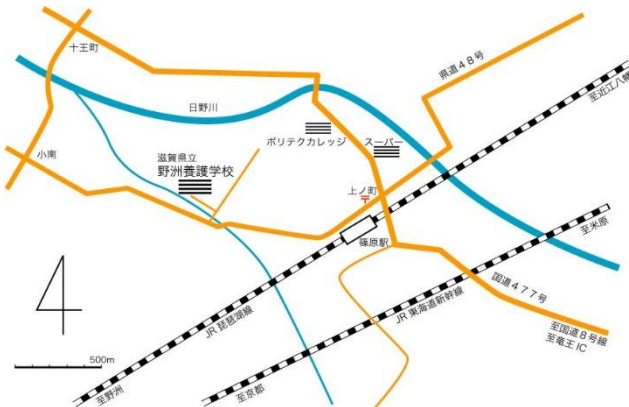 十王町
県道48号
至近江八幡
日野川
ポリテクカレッジ
スーパー
小南
滋賀県立
野洲養護学校
上ノ町
〒
篠原駅
至米原
国道477号
JR 琵琶湖線
JR 東海道新幹線
至国道8号線
至竜王 IC
500m
至野洲
至京都